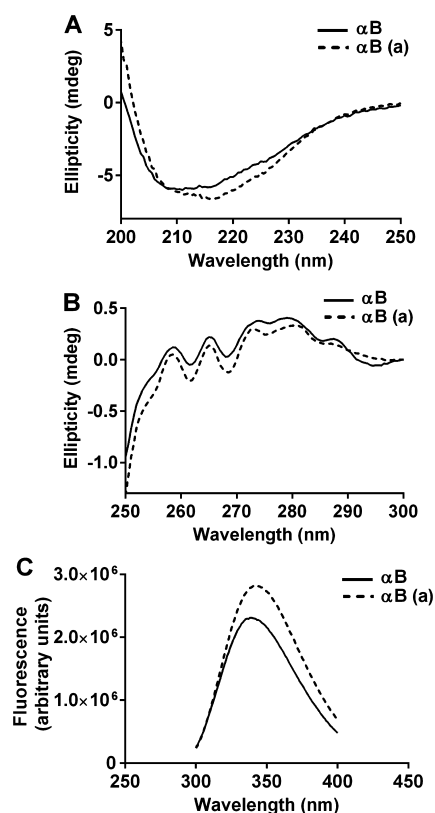 A
αB
αB (a)
Ellipticity (mdeg)
5
0
-5
200 210 220 230 240 250
Wavelength (nm)
B
αB
αB (a)
Ellipticity (mdeg)
0.5
0.0
-0.5
-1.0
250 260 270 280 290 300
Wavelength (nm)
C
αB
αB (a)
Fluorescence
(arbitrary units)
3.0×10⁶
2.0×10⁶
1.0×10⁶
0
250 300 350 400 450
Wavelength (nm)